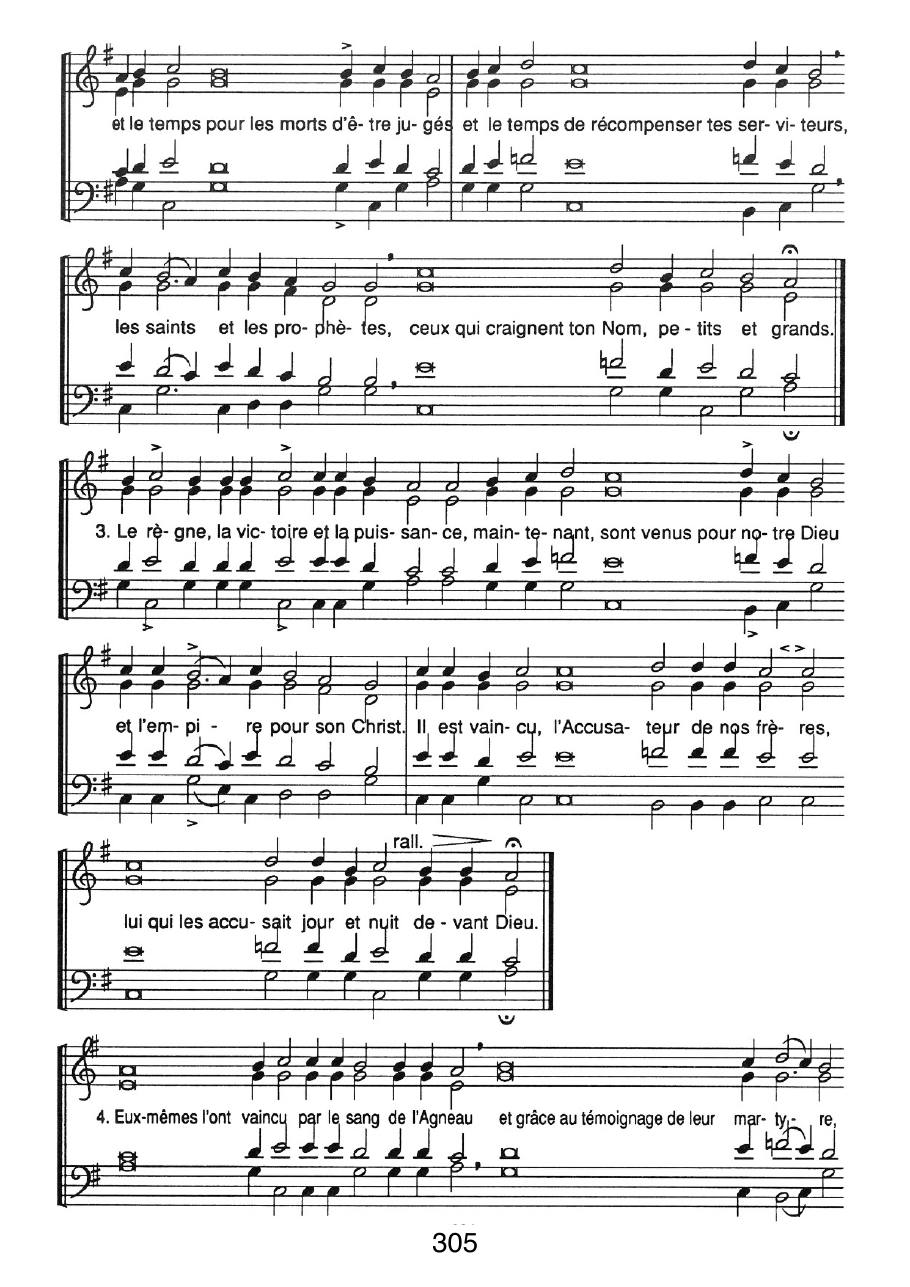 et le temps pour les morts d'ê- tre ju- gés et le temps de récompenser tes ser- vi- teurs,
les saints et les pro- phè- tes, ceux qui craignent ton Nom, pe - tits et grands.
3. Le rè- gne, la vic- toire et la puis- san- ce, main- te- nant, sont venus pour no- tre Dieu
et l'em- pi - re pour son Christ. Il est vain- cu, l'Accusa- teur de nos frè- res,
rall.
lui qui les accu- sait jour et nuit de - vant Dieu.
4. Eux-mêmes l'ont vaincu par le sang de l'Agneau et grâce au témoignage de leur mar- ty,- re,
305